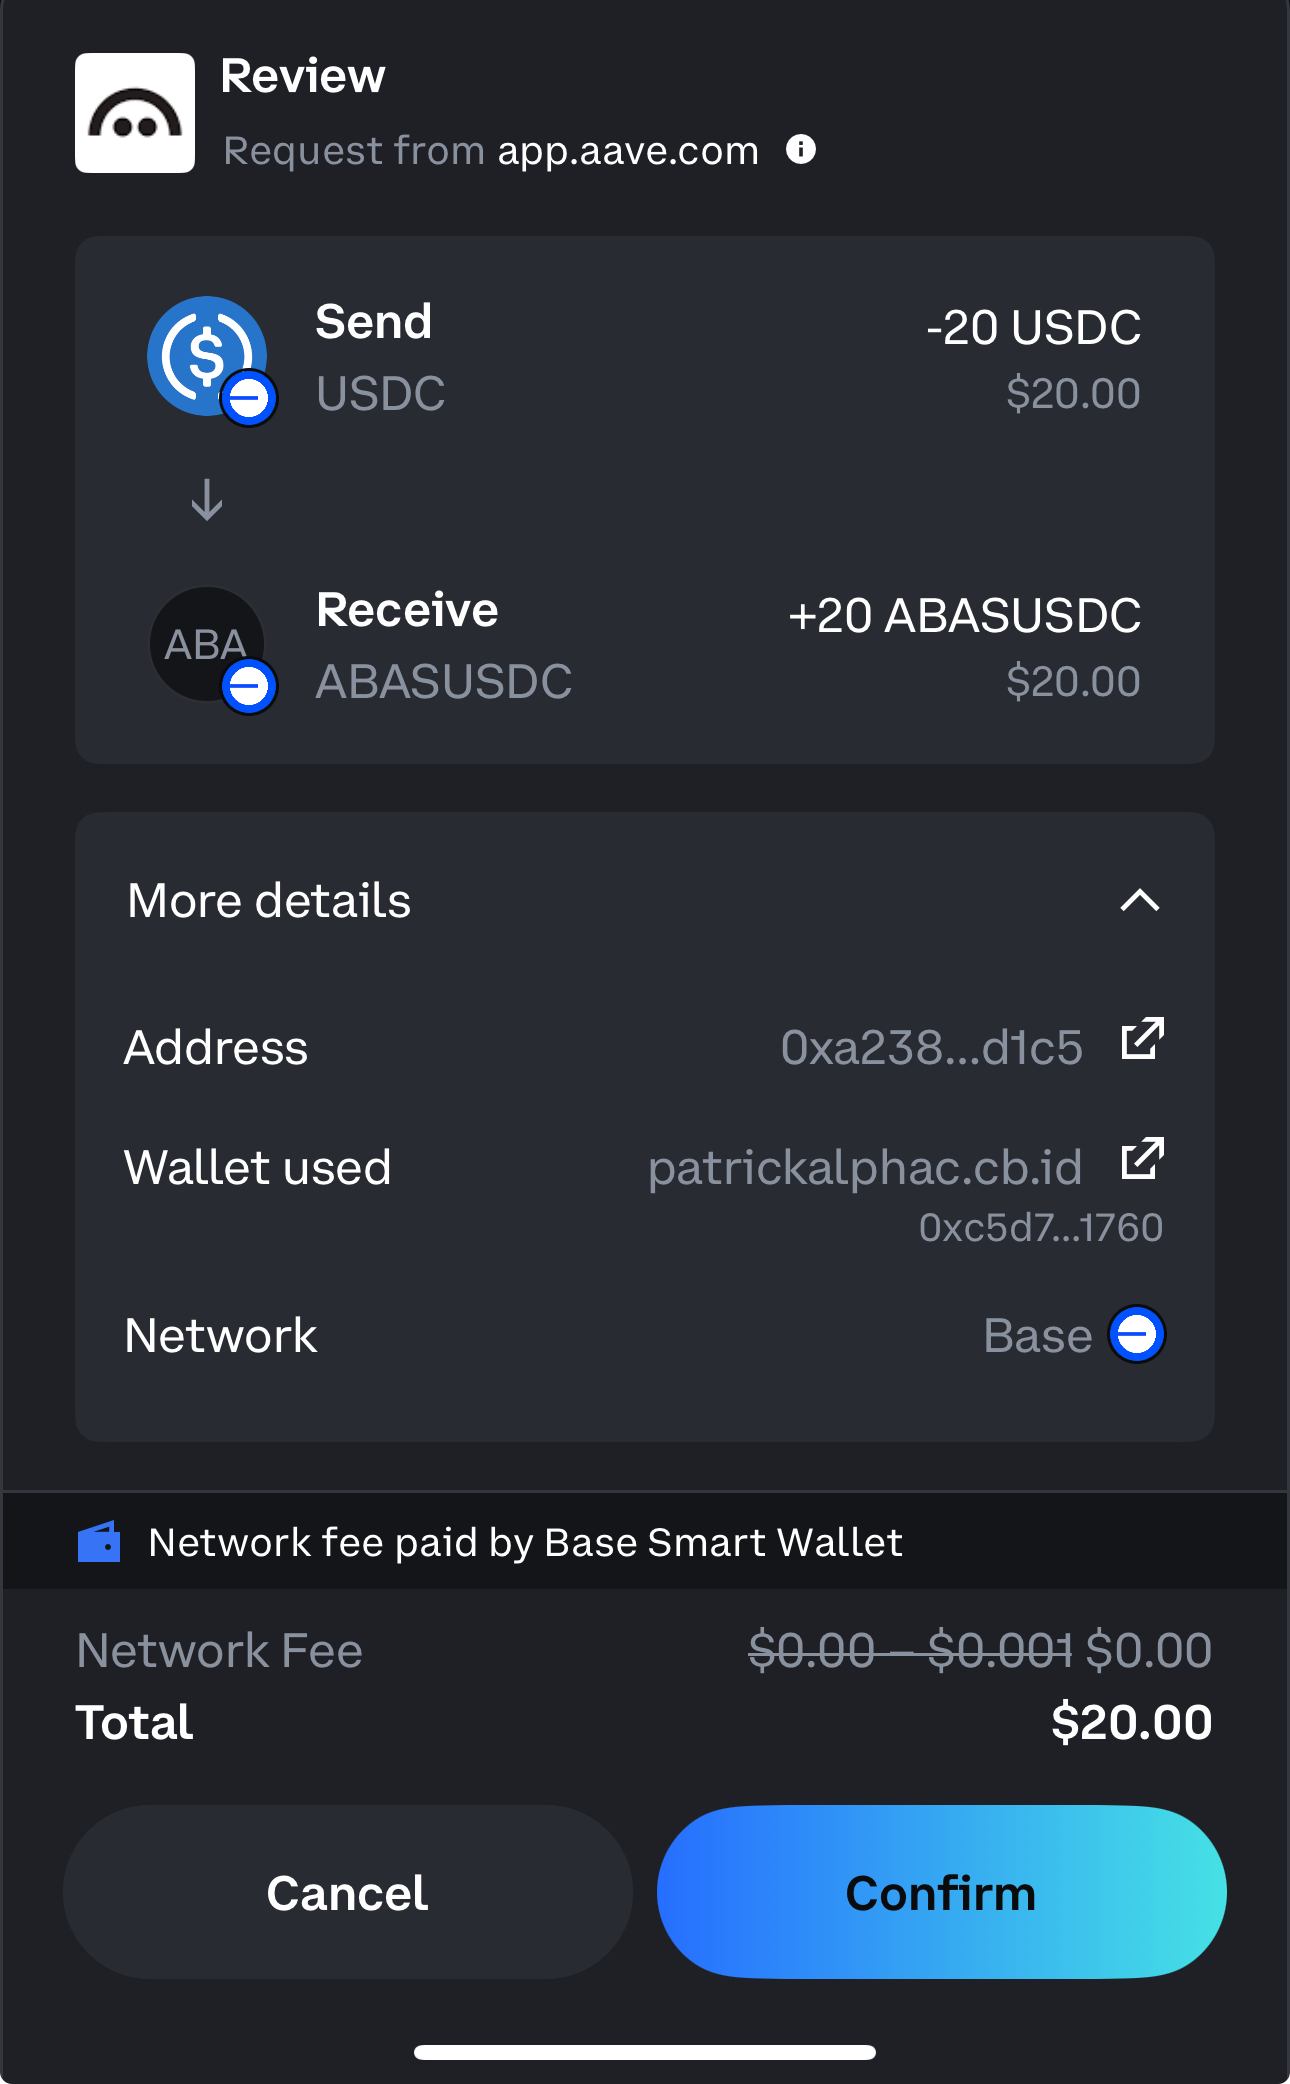 Review
Request from app.aave.com
Send
-20 USDC
USDC
$20.00
ABA
Receive
+20 ABASUSDC
ABASUSDC
$20.00
More details
Address
0xa238...d1c5
Wallet used
patrickalphac.cb.id
0xc5d7...1760
Network
Base
Network fee paid by Base Smart Wallet
Network Fee
$0.00 – $0.001 $0.00
Total
$20.00
Cancel
Confirm